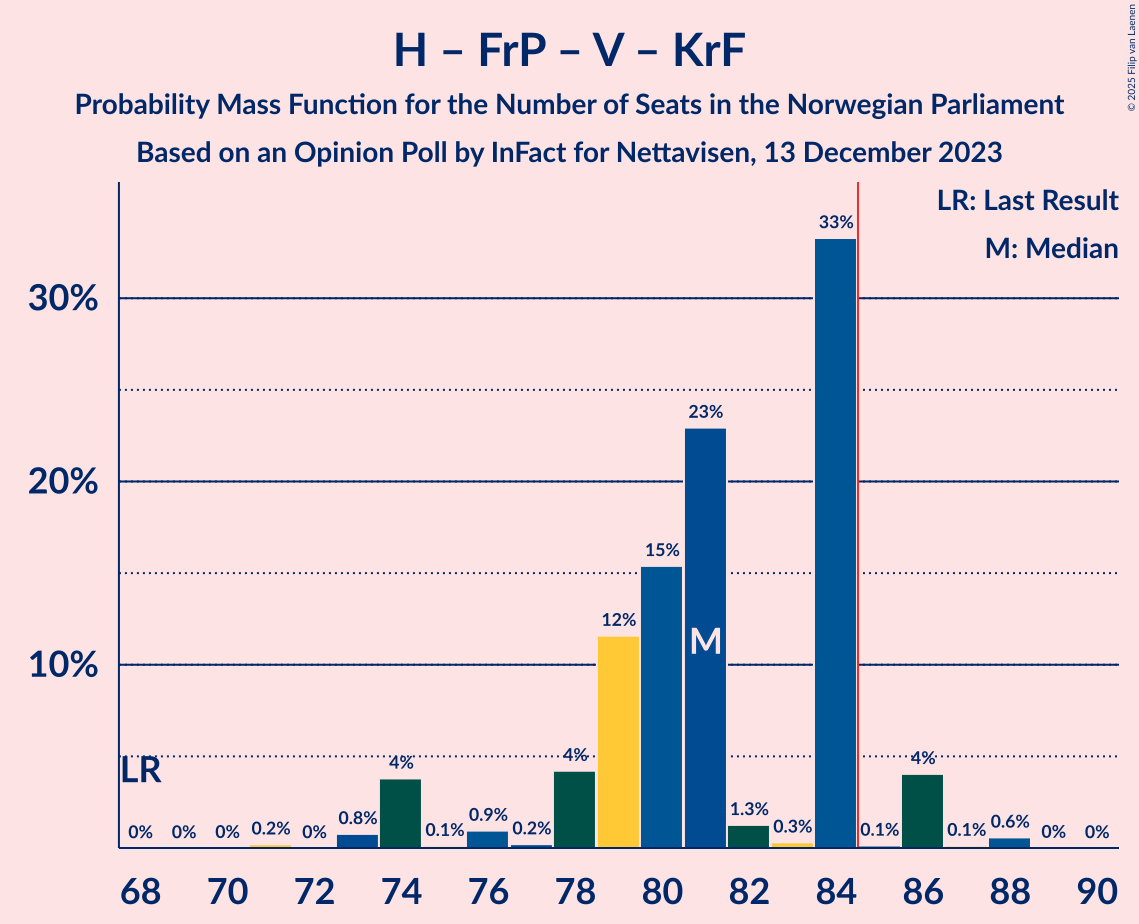 H – FrP – V – KrF
Probability Mass Function for the Number of Seats in the Norwegian Parliament
Based on an Opinion Poll by InFact for Nettavisen, 13 December 2023
© 2025 Filip van Laenen
LR: Last Result
M: Median
30%
20%
10%
LR
M
0%
0%
0%
0.2%
0%
0.8%
4%
0.1%
0.9%
0.2%
4%
12%
15%
23%
1.3%
0.3%
33%
0.1%
4%
0.1%
0.6%
0%
0%
68 70 72 74 76 78 80 82 84 86 88 90